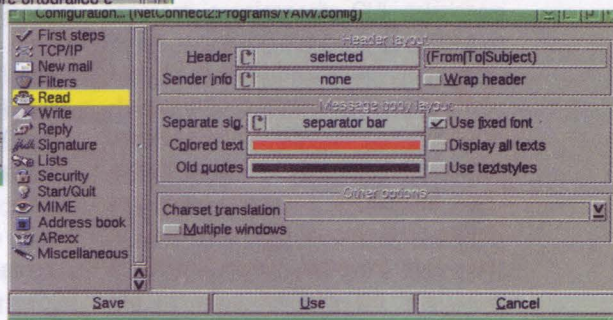 Configuration... (NetConnect2:Programs/YAM/.config)
First steps
TCP/IP
New mail
Filters
Read
Write
Reply
Signature
Lists
Security
Start/Quit
MIME
Address book
ARexx
Miscellaneous
Header layout
Header selected (From|To|Subject)
Sender info none Wrap header
Message body layout
Separate sig. separator bar Use fixed font
Colored text Display all texts
Old quotes Use textstyles
Other options
Charset translation
Multiple windows
Save Use Cancel